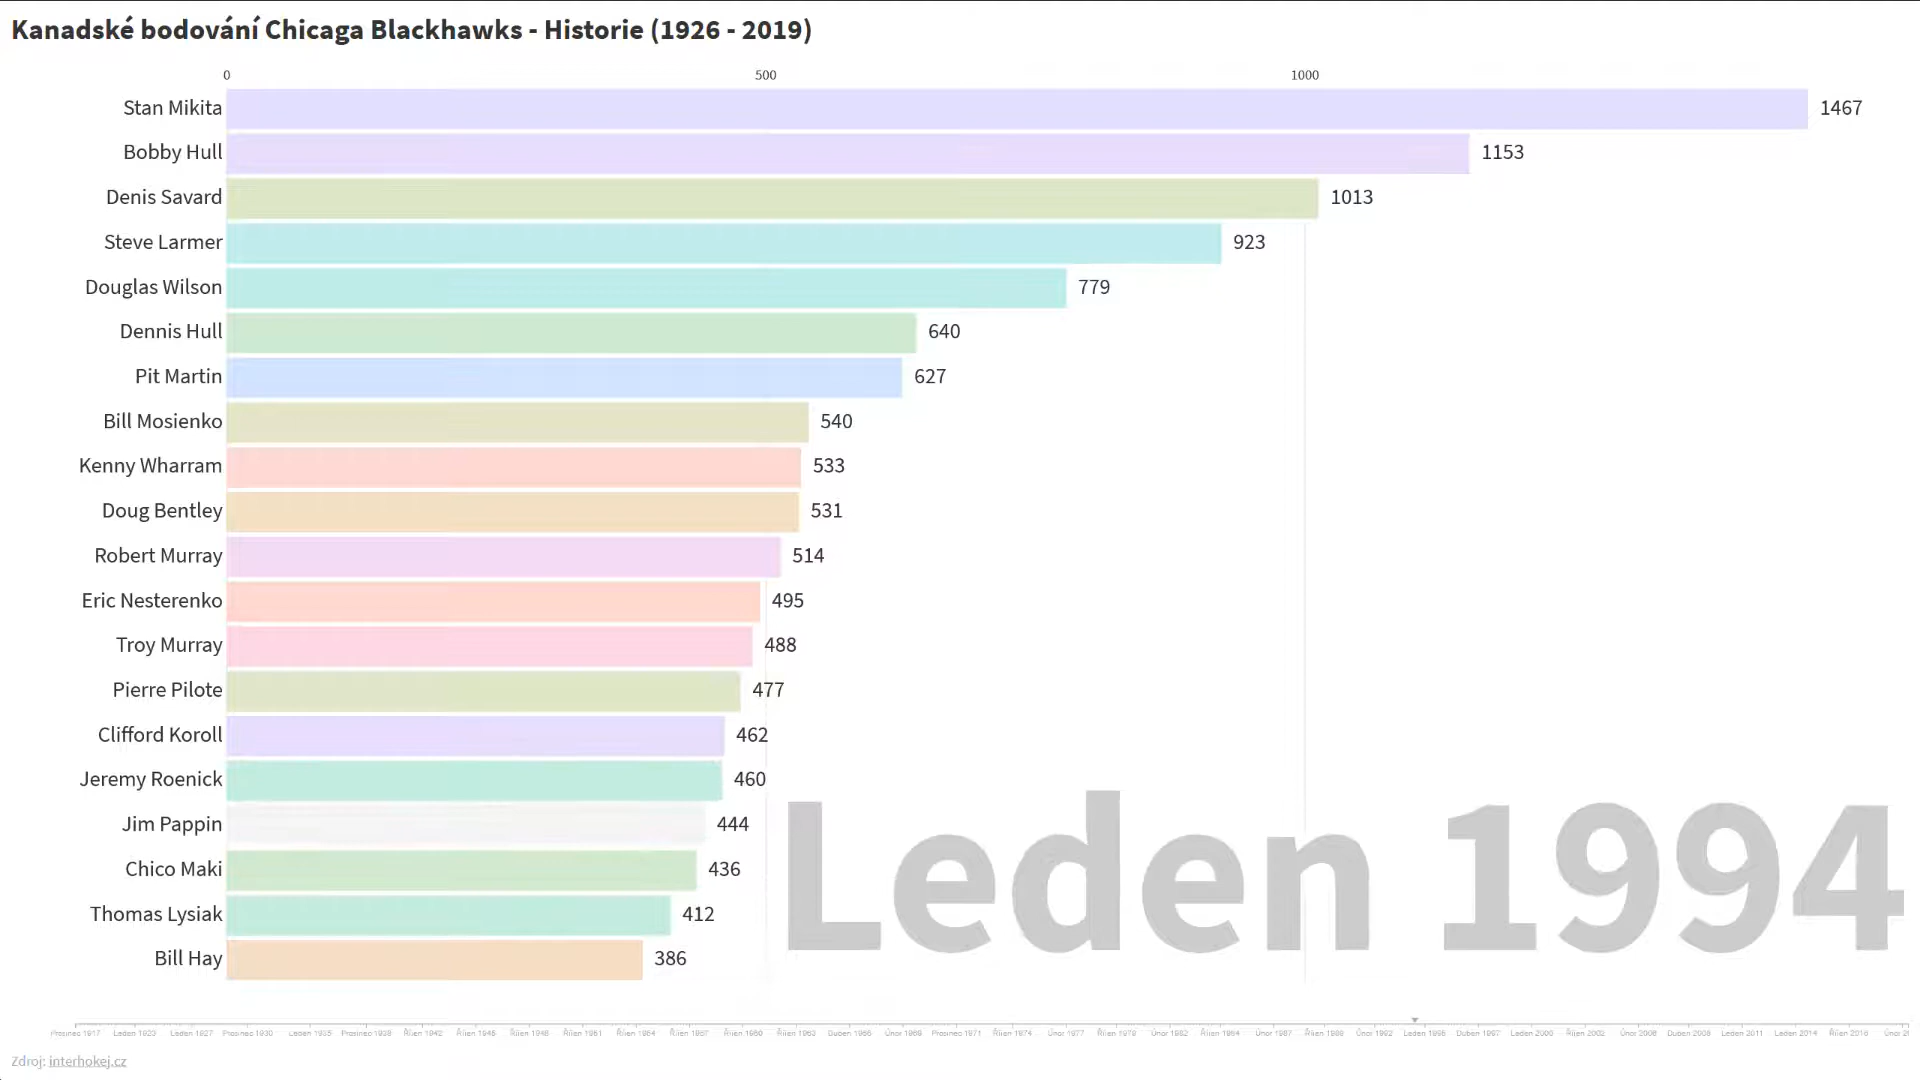 Kanadské bodování Chicaga Blackhawks - Historie (1926 - 2019)
0 500 1000
Stan Mikita 1467
Bobby Hull 1153
Denis Savard 1013
Steve Larmer 923
Douglas Wilson 779
Dennis Hull 640
Pit Martin 627
Bill Mosienko 540
Kenny Wharram 533
Doug Bentley 531
Robert Murray 514
Eric Nesterenko 495
Troy Murray 488
Pierre Pilote 477
Clifford Koroll 462
Jeremy Roenick 460
Jim Pappin 444
Chico Maki 436
Thomas Lysiak 412
Bill Hay 386
Leden 1994
Zdroj: interhokej.cz